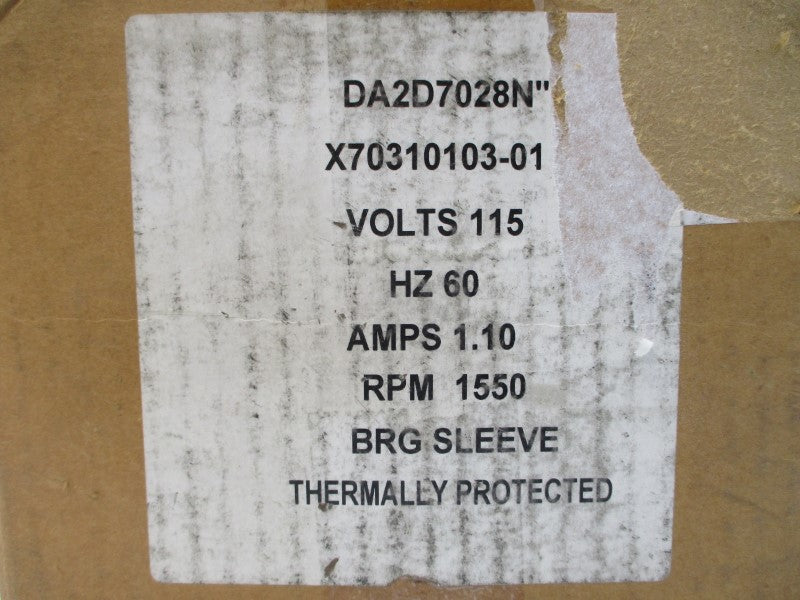 DA2D7028N"
X70310103-01
VOLTS 115
HZ 60
AMPS 1.10
RPM 1550
BRG SLEEVE
THERMALLY PROTECTED